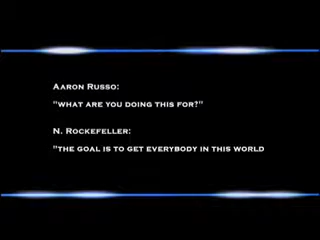 Aaron Russo:
"what are you doing this for?"
N. Rockefeller:
"the goal is to get everybody in this world